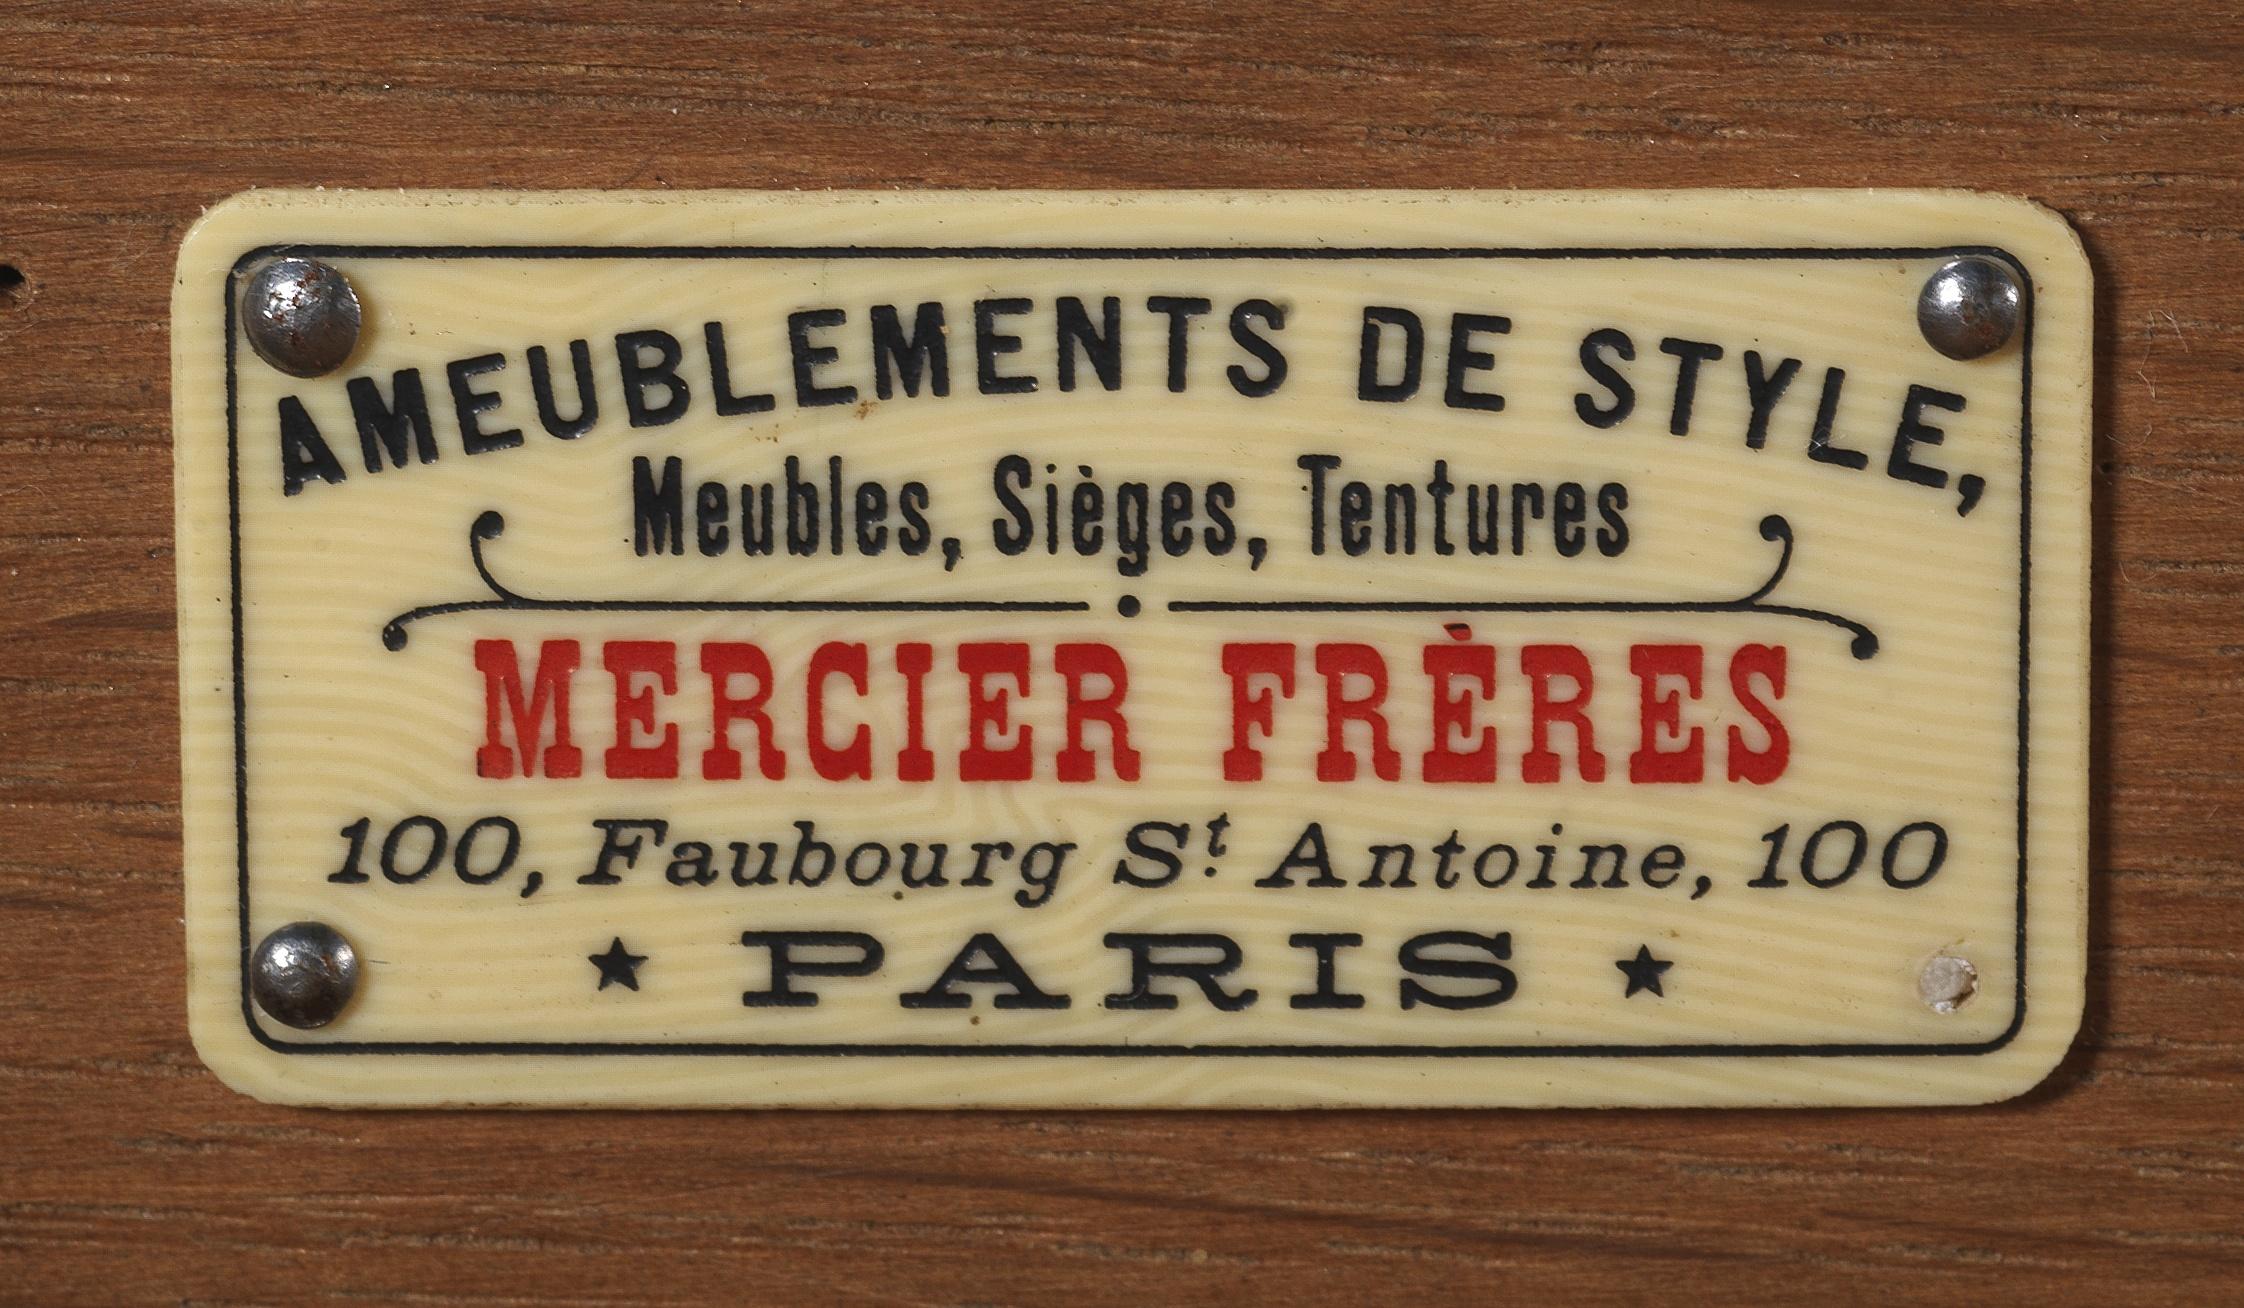 AMEUBLEMENTS DE STYLE,
Meubles, Sièges, Tentures
MERCIER FRÈRES
100, Faubourg St Antoine, 100
★ PARIS ★